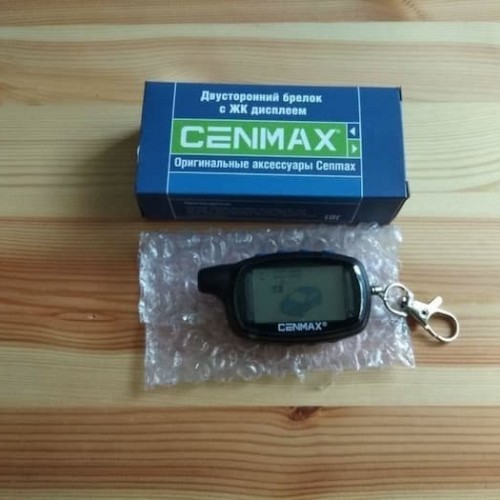 Двусторонний брелок
с ЖК дисплеем
CENMAX®
Оригинальные аксессуары Cenmax
CENMAX®